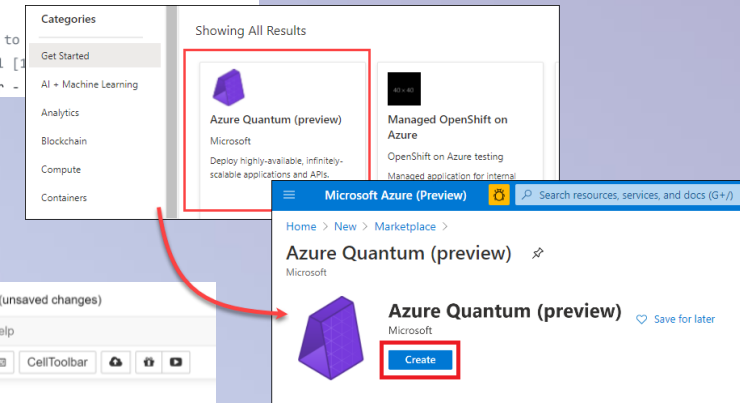 to
Categories
Showing All Results
Get Started
AI + Machine Learning
Analytics
Blockchain
Compute
Containers
Azure Quantum (preview)
Microsoft
Deploy highly-available, infinitely-
scalable applications and APIs.
40 × 40
Managed OpenShift on
Azure
OpenShift on Azure testing
Managed application for internal
Microsoft Azure (Preview)
Search resources, services, and docs (G+/)
Home > New > Marketplace >
Azure Quantum (preview)
Microsoft
Azure Quantum (preview)
Microsoft
Save for later
Create
(unsaved changes)
elp
CellToolbar